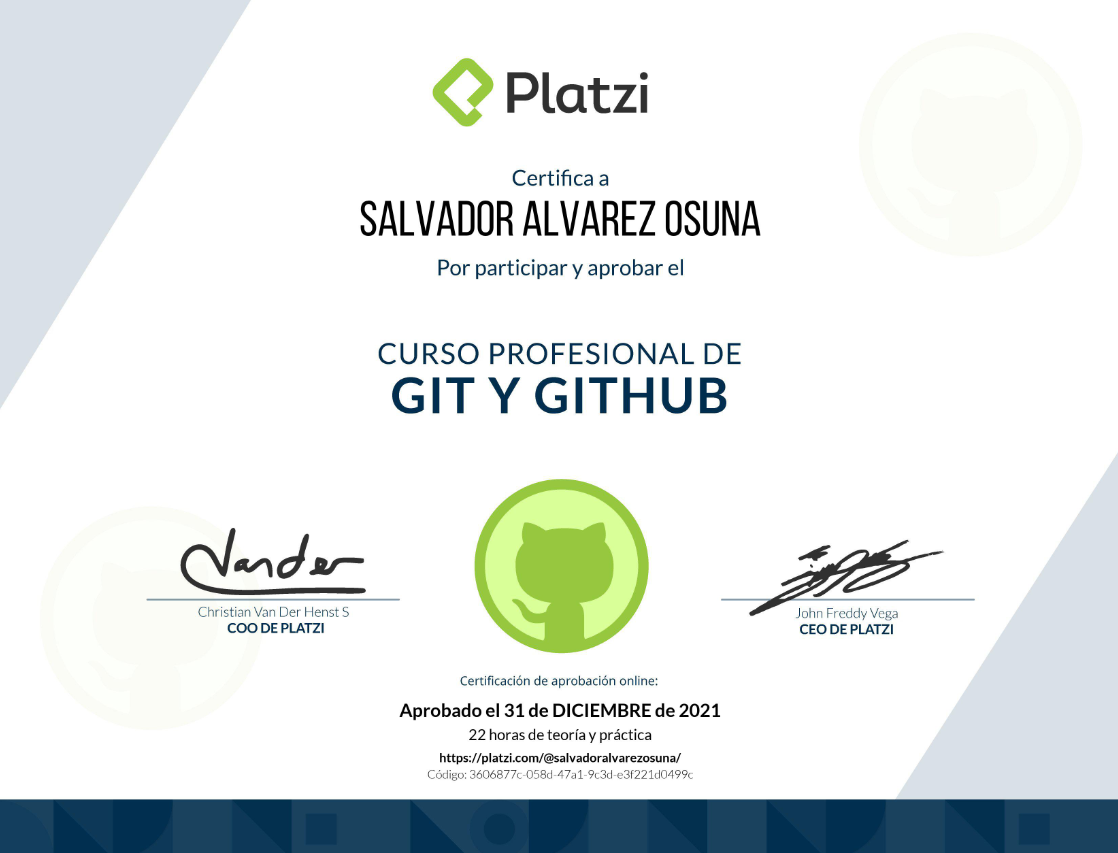 Platzi
Certifica a
SALVADOR ALVAREZ OSUNA
Por participar y aprobar el
CURSO PROFESIONAL DE
GIT Y GITHUB
Vander
Christian Van Der Henst S
COO DE PLATZI
John Freddy Vega
CEO DE PLATZI
Certificación de aprobación online:
Aprobado el 31 de DICIEMBRE de 2021
22 horas de teoría y práctica
https://platzi.com/@salvadoralvarezosuna/
Código: 3606877c-058d-47a1-9c3d-e3f221d0499c